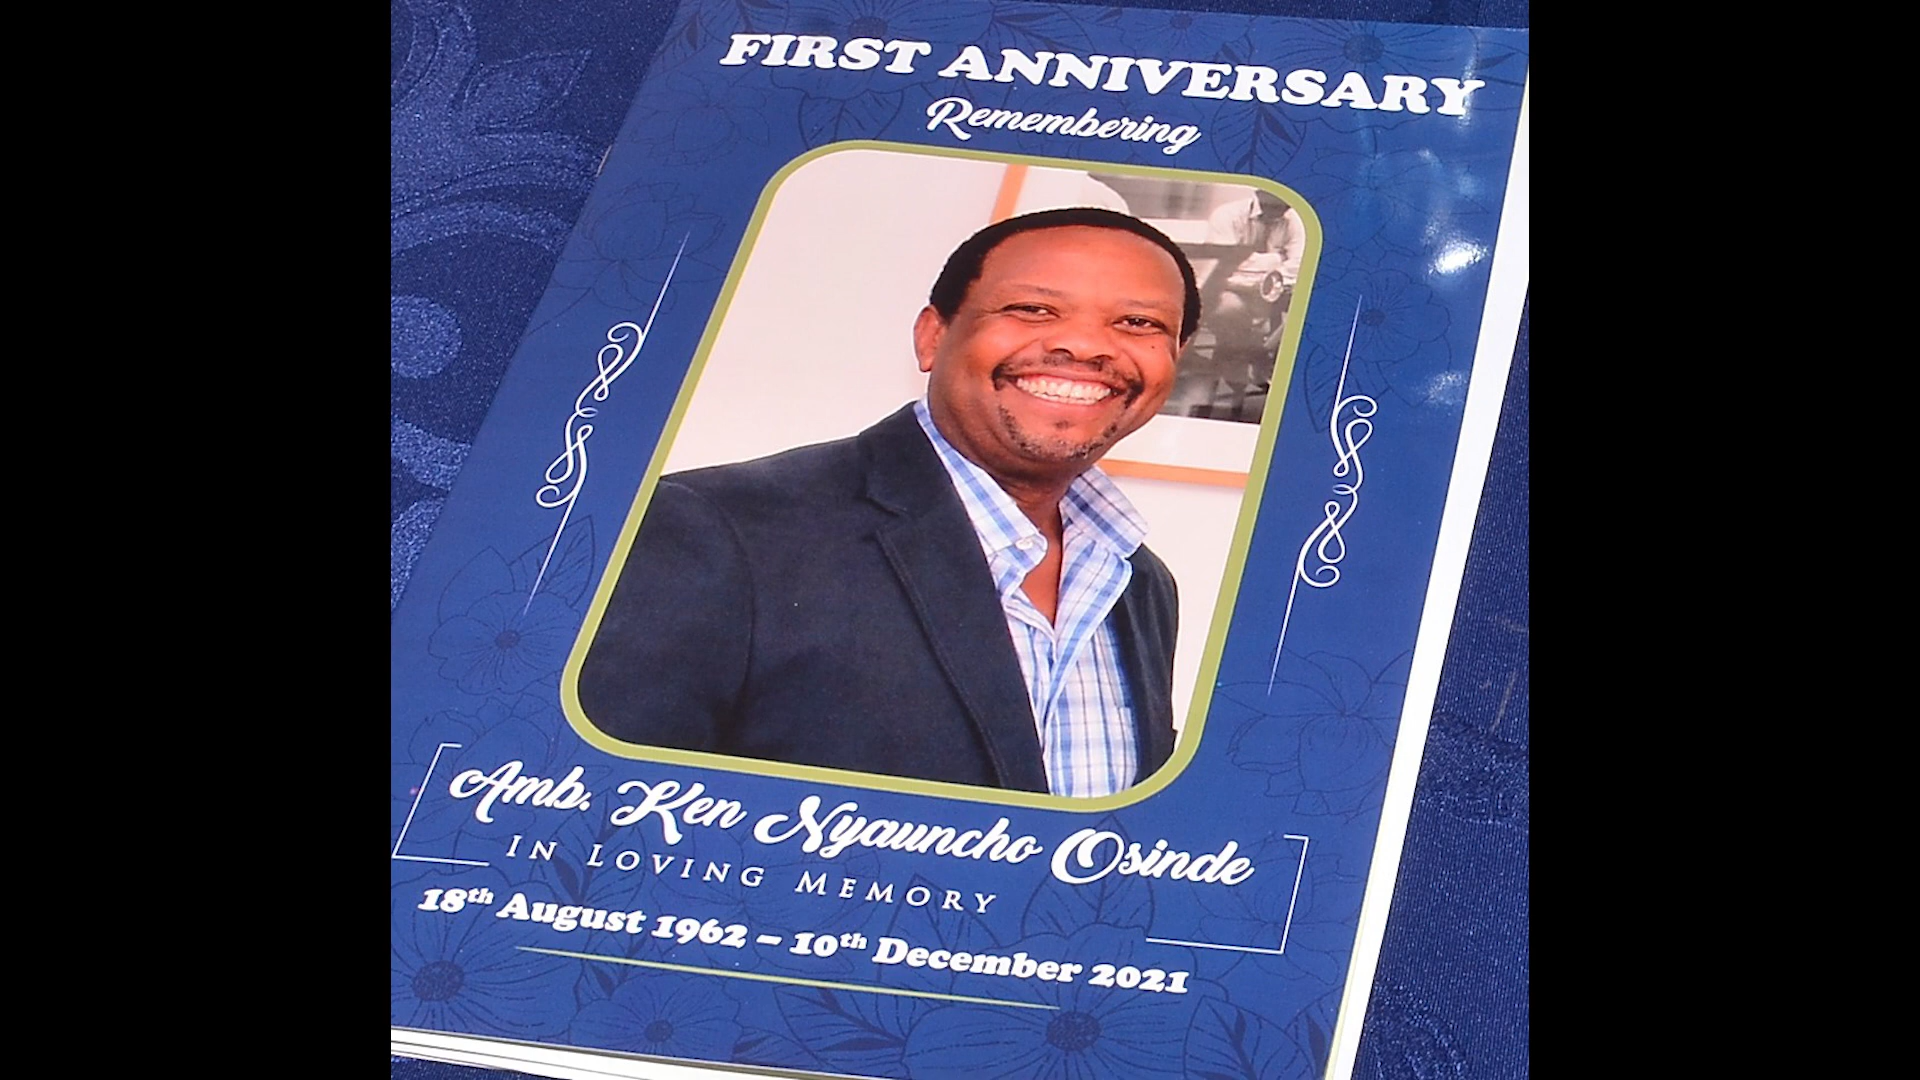 FIRST ANNIVERSARY
Remembering
Amb. Ken Nyauncho Osinde
IN LOVING MEMORY
18th August 1962 – 10th December 2021